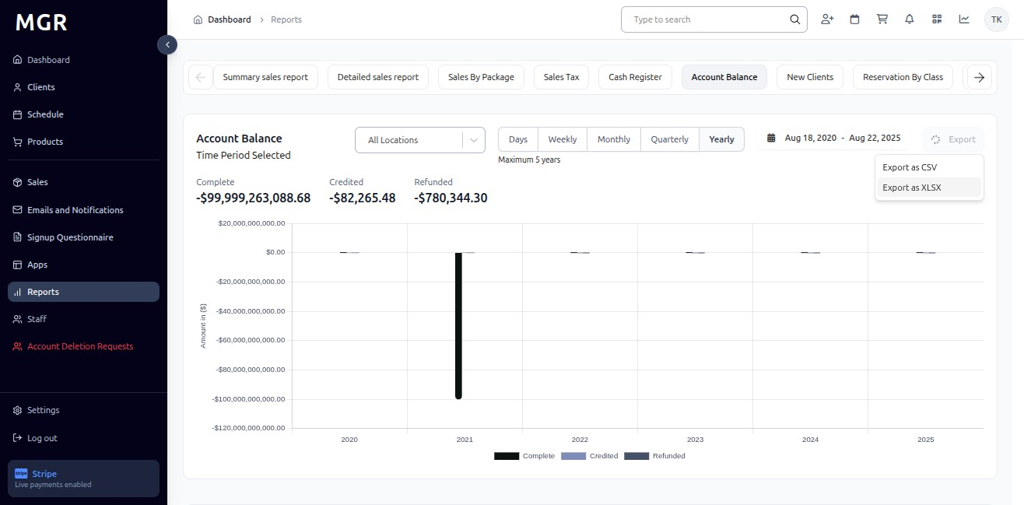 MGR
Dashboard
Clients
Schedule
Products
Sales
Emails and Notifications
Signup Questionnaire
Apps
Reports
Staff
Account Deletion Requests
Settings
Log out
stripe Stripe
Live payments enabled
Dashboard > Reports
Type to search
TK
Summary sales report
Detailed sales report
Sales By Package
Sales Tax
Cash Register
Account Balance
New Clients
Reservation By Class
Account Balance
Time Period Selected
All Locations
Days Weekly Monthly Quarterly Yearly
Maximum 5 years
Aug 18, 2020 - Aug 22, 2025
Export
Export as CSV
Export as XLSX
Complete
-$99,999,263,088.68
Credited
-$82,265.48
Refunded
-$780,344.30
Amount in ($)
$20,000,000,000.00
$0.00
-$20,000,000,000.00
-$40,000,000,000.00
-$60,000,000,000.00
-$80,000,000,000.00
-$100,000,000,000.00
-$120,000,000,000.00
2020 2021 2022 2023 2024 2025
Complete Credited Refunded